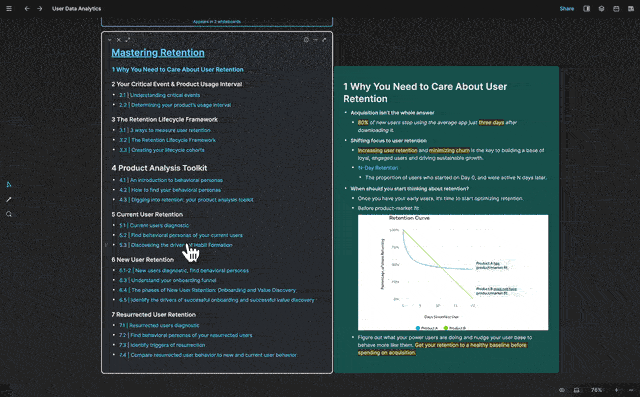 User Data Analytics
Share
Appears in 2 whiteboards
Mastering Retention
1 Why You Need to Care About User Retention
2 Your Critical Event & Product Usage Interval
2.1 | Understanding critical events
2.3 | Determining your product's usage interval
3 The Retention Lifecycle Framework
3.1 | 3 ways to measure user retention
3.2 | The Retention Lifecycle Framework
3.3 | Creating your lifecycle cohorts
4 Product Analysis Toolkit
4.1 | An introduction to behavioral personas
4.2 | How to find your behavioral personas
4.3 | Digging into retention: your product analysis toolkit
5 Current User Retention
5.1 | Current users diagnostic
5.2 | Find behavioral personas of your current users
5.3 | Discovering the drivers of Habit Formation
6 New User Retention
6.1-2 | New users diagnostic, find behavioral personas
6.3 | Understand your onboarding funnel
6.4 | The phases of New User Retention: Onboarding and Value Discovery
6.5 | Identify the drivers of successful onboarding and successful value discovery
7 Resurrected User Retention
7.1 | Resurrected users diagnostic
7.2 | Find behavioral personas of your resurrected users
7.3 | Identify triggers of resurrection
7.4 | Compare resurrected user behavior to new and current user behavior
1 Why You Need to Care About User
Retention
Acquisition isn't the whole answer
80% of new users stop using the average app just three days after
downloading it.
Shifting focus to user retention
Increasing user retention and minimizing churn is the key to building a base of
loyal, engaged users and driving sustainable growth.
N-Day Retention
The proportion of users who started on Day 0, and were active N days later.
When should you start thinking about retention?
Once you have your early users, it's time to start optimizing retention.
Before product-market fit
Retention Curve
100%
75%
50%
25%
0%
Product A has
product/market fit
Product B does not have
product/market fit
Days Since First Use
Product A
Product B
Figure out what your power users are doing and nudge your user base to
behave more like them. Get your retention to a healthy baseline before
spending on acquisition.
76%